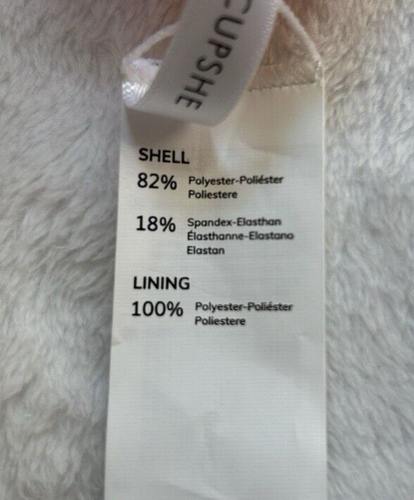 CUPSHE
SHELL
82% Polyester-Poliéster
Poliestere
18% Spandex-Elasthan
Élasthanne-Elastano
Elastan
LINING
100% Polyester-Poliéster
Poliestere